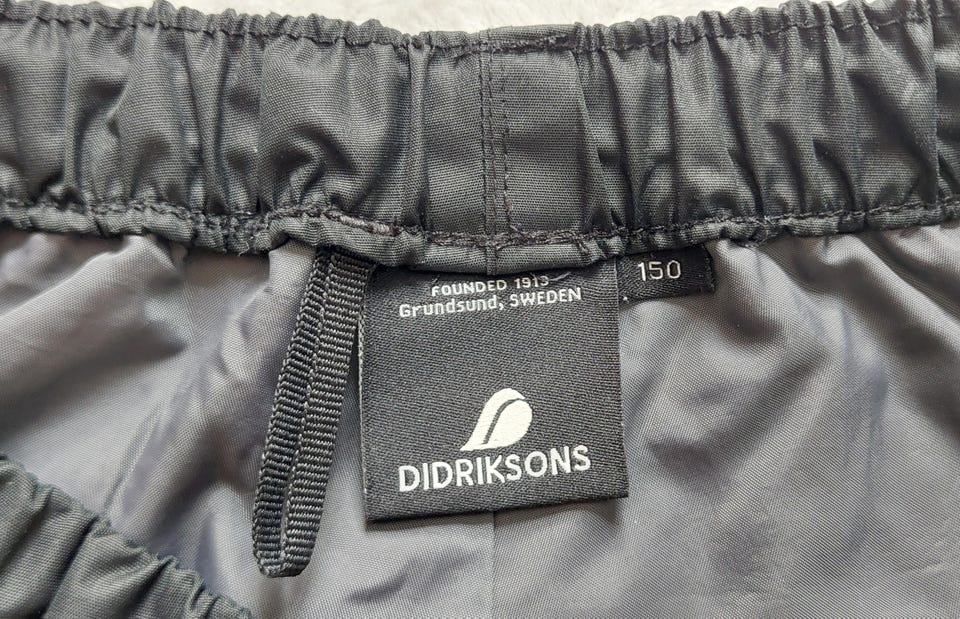 FOUNDED 1913
Grundsund, SWEDEN
150
DIDRIKSONS